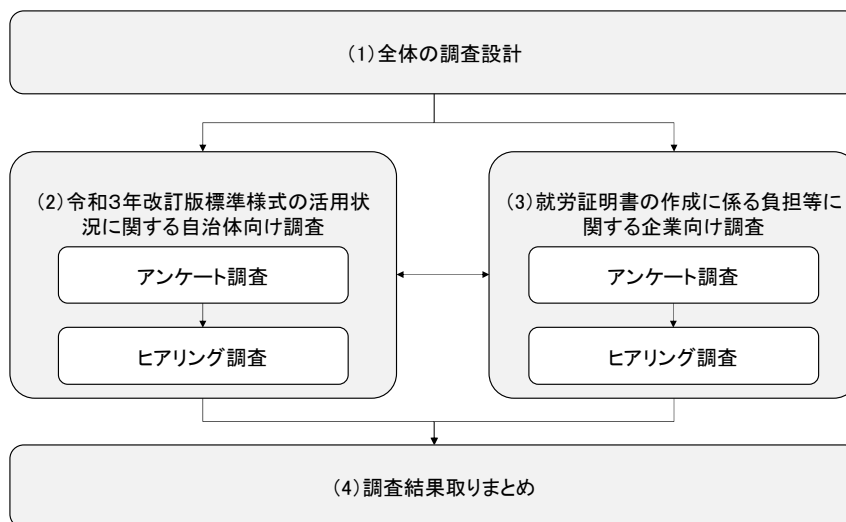 (1)全体の調査設計
(2)令和3年改訂版標準様式の活用状
況に関する自治体向け調査
アンケート調査
ヒアリング調査
(3)就労証明書の作成に係る負担等に
関する企業向け調査
アンケート調査
ヒアリング調査
(4)調査結果取りまとめ